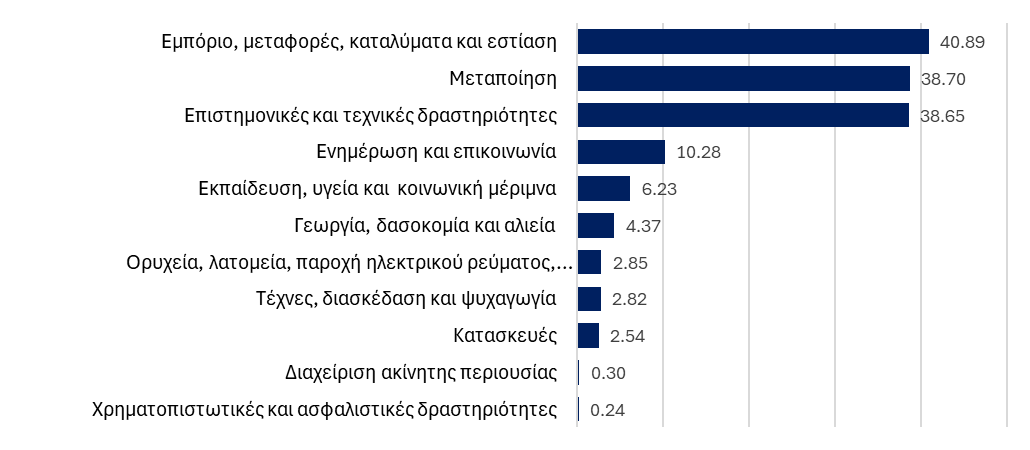 Εμπόριο, μεταφορές, καταλύματα και εστίαση 40.89
Μεταποίηση 38.70
Επιστημονικές και τεχνικές δραστηριότητες 38.65
Ενημέρωση και επικοινωνία 10.28
Εκπαίδευση, υγεία και κοινωνική μέριμνα 6.23
Γεωργία, δασοκομία και αλιεία 4.37
Ορυχεία, λατομεία, παροχή ηλεκτρικού ρεύματος,... 2.85
Τέχνες, διασκέδαση και ψυχαγωγία 2.82
Κατασκευές 2.54
Διαχείριση ακίνητης περιουσίας 0.30
Χρηματοπιστωτικές και ασφαλιστικές δραστηριότητες 0.24